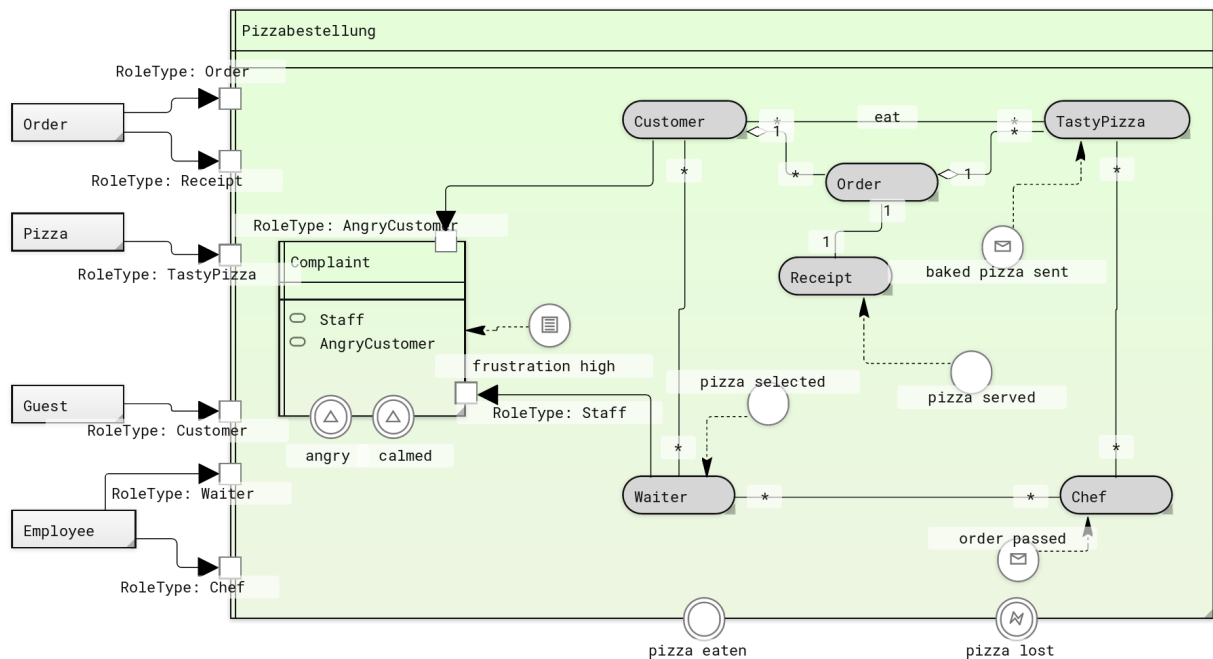 Pizzabestellung
RoleType: Order
Order
RoleType: Receipt
Pizza
RoleType: TastyPizza
Guest
RoleType: Customer
RoleType: Waiter
Employee
RoleType: Chef
RoleType: AngryCustomer
Complaint
Staff
AngryCustomer
frustration high
RoleType: Staff
angry
calmed
Customer
*
eat
*
TastyPizza
1
*
*
*
Order
1
*
1
1
Receipt
baked pizza sent
pizza selected
pizza served
*
*
Waiter
*
*
Chef
order passed
pizza eaten
pizza lost